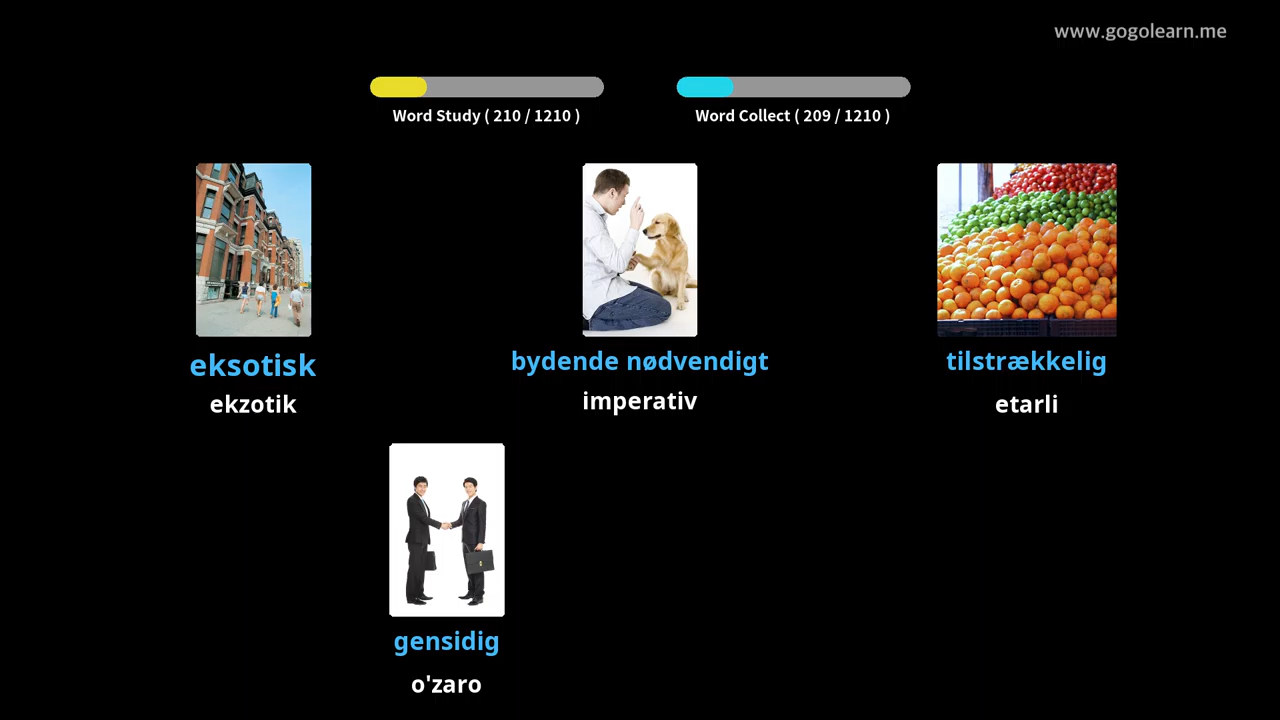 www.gogolearn.me
Word Study ( 210 / 1210 )
Word Collect ( 209 / 1210 )
eksotisk
ekzotik
bydende nødvendigt
imperativ
tilstrækkelig
etarli
gensidig
o'zaro